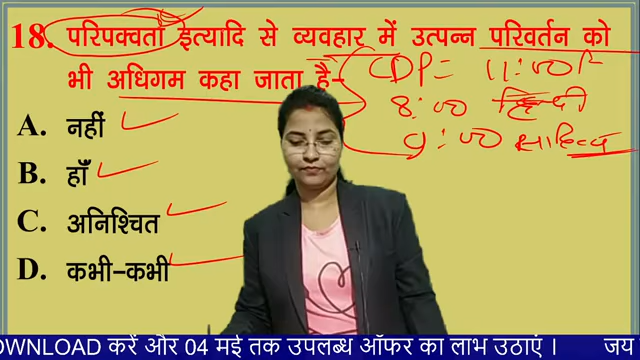 18. परिपक्वता इत्यादि से व्यवहार में उत्पन्न परिवर्तन को
भी अधिगम कहा जाता है-
CDP = 11:00
8:00 हिन्दी
9:00 साहित्य
A. नहीं
B. हाँ
C. अनिश्चित
D. कभी-कभी
OWNLOAD करें और 04 मई तक उपलब्ध ऑफर का लाभ उठाएं । जय